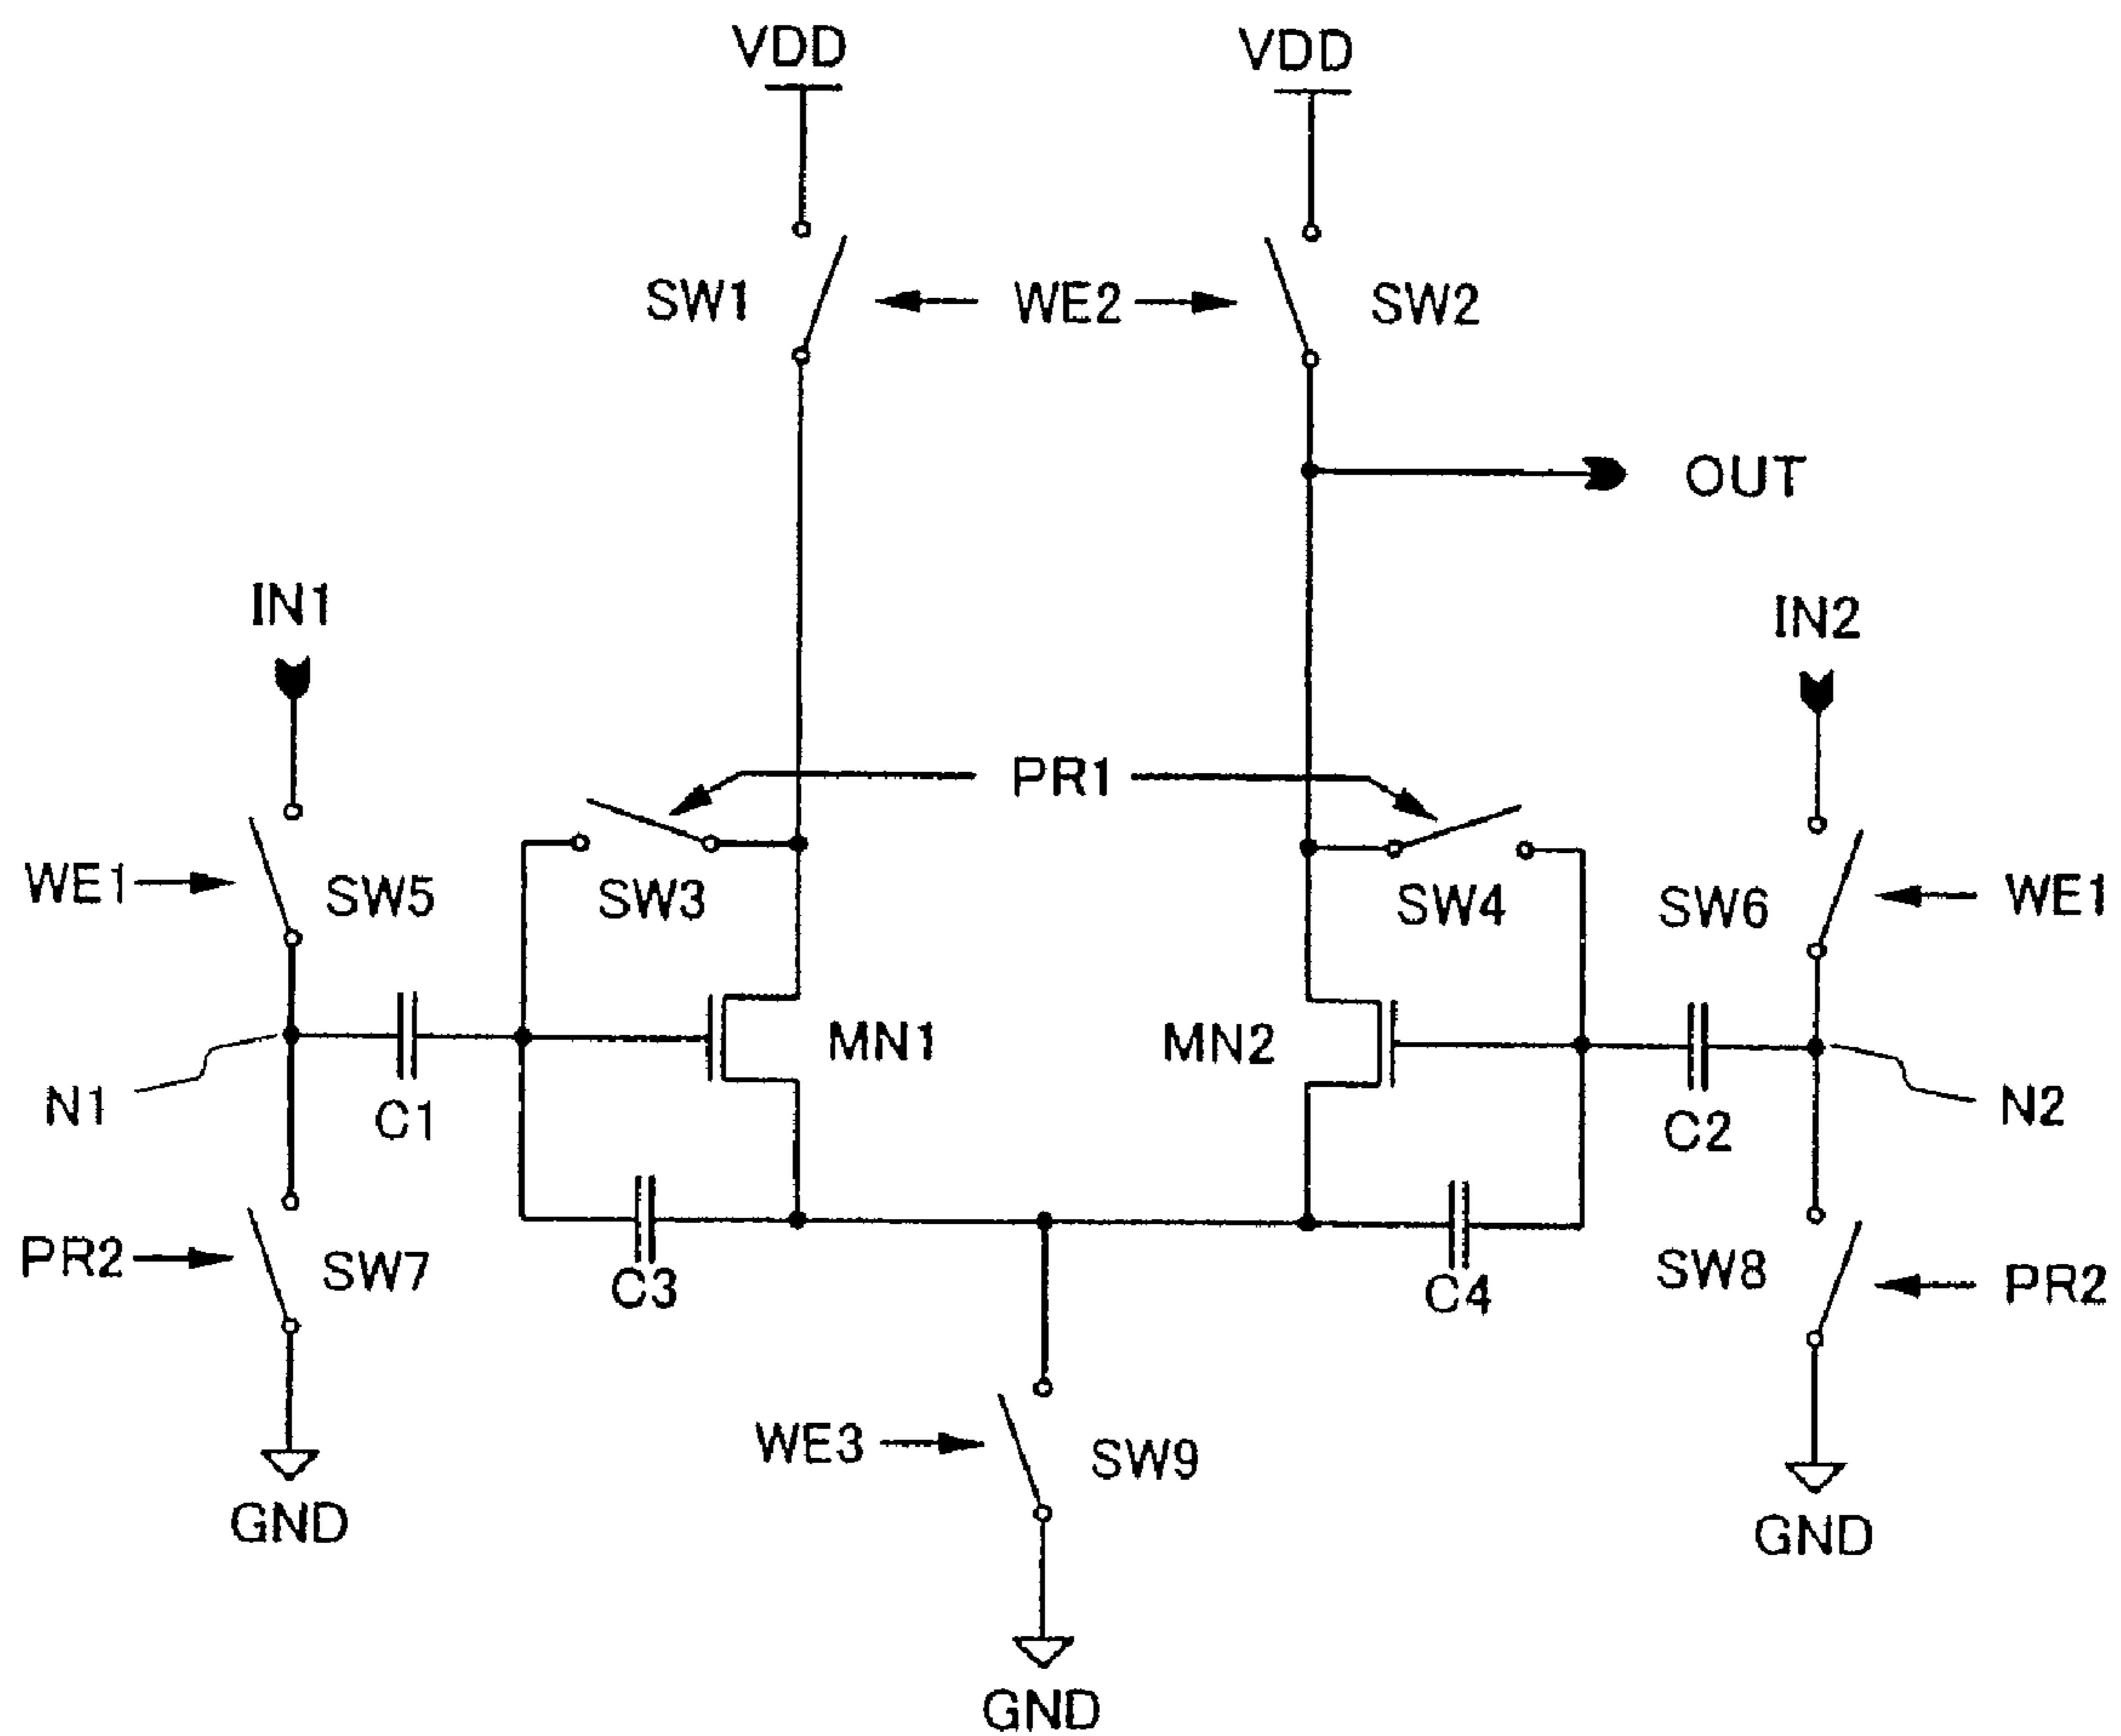 VDD VDD
SW1 WE2 SW2
OUT
IN1 IN2
PR1
WE1 SW5 SW3 SW4 SW6 WE1
MN1 MN2
N1 C1 C2 N2
PR2 SW7 C3 C4 SW8 PR2
WE3 SW9
GND GND
GND